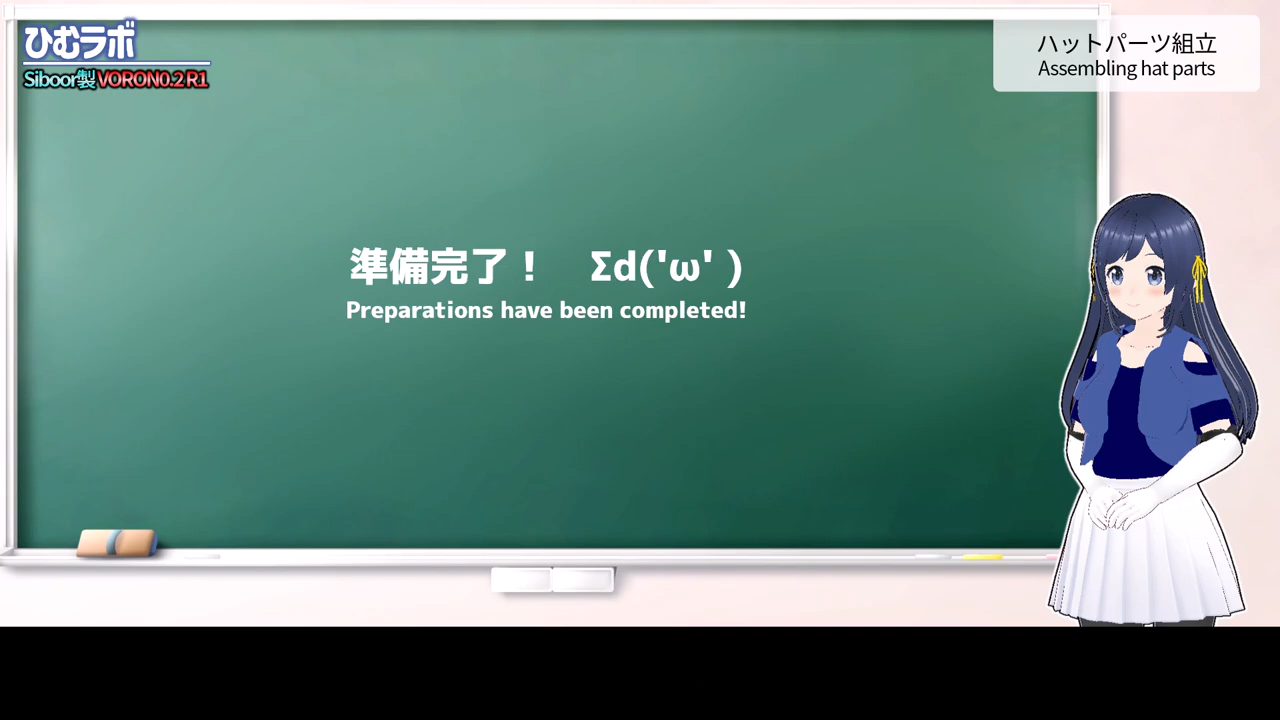 ひむラボ
Siboor製 VORON0.2 R1
ハットパーツ組立
Assembling hat parts
準備完了！　Σd('ω' )
Preparations have been completed!